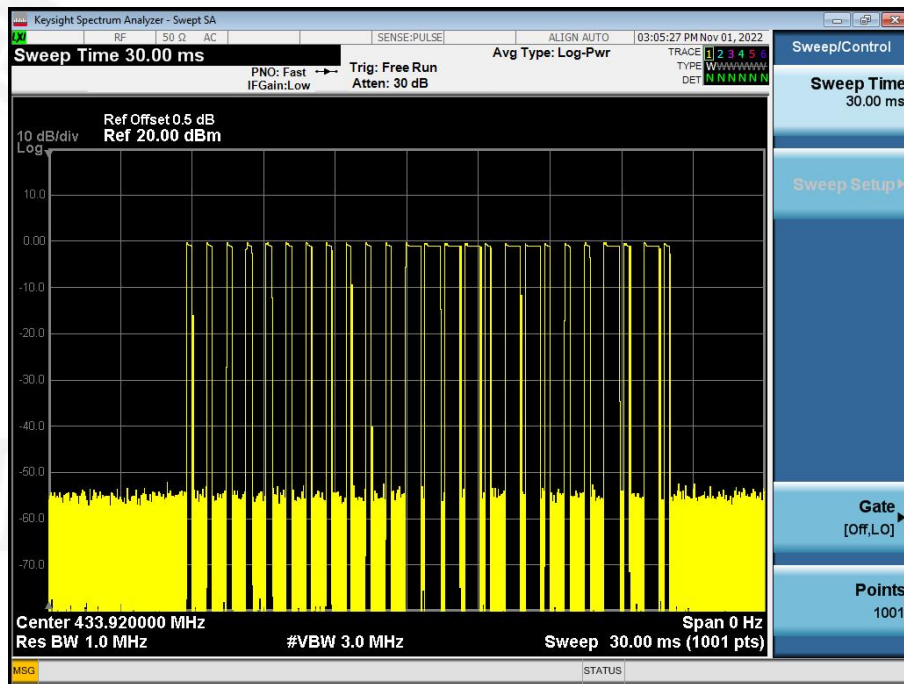 Keysight Spectrum Analyzer - Swept SA
LXI RF 50 Ω AC SENSE:PULSE ALIGN AUTO 03:05:27 PM Nov 01, 2022
Sweep Time 30.00 ms
PNO: Fast
IFGain:Low
Trig: Free Run
Atten: 30 dB
Avg Type: Log-Pwr
TRACE 1 2 3 4 5 6
TYPE WWWWWW
DET N N N N N N
Ref Offset 0.5 dB
10 dB/div Ref 20.00 dBm
Log
10.0
0.00
-10.0
-20.0
-30.0
-40.0
-50.0
-60.0
-70.0
Center 433.920000 MHz Span 0 Hz
Res BW 1.0 MHz #VBW 3.0 MHz Sweep 30.00 ms (1001 pts)
MSG STATUS
Sweep/Control
Sweep Time
30.00 ms
Sweep Setup
Gate
[Off,LO]
Points
1001